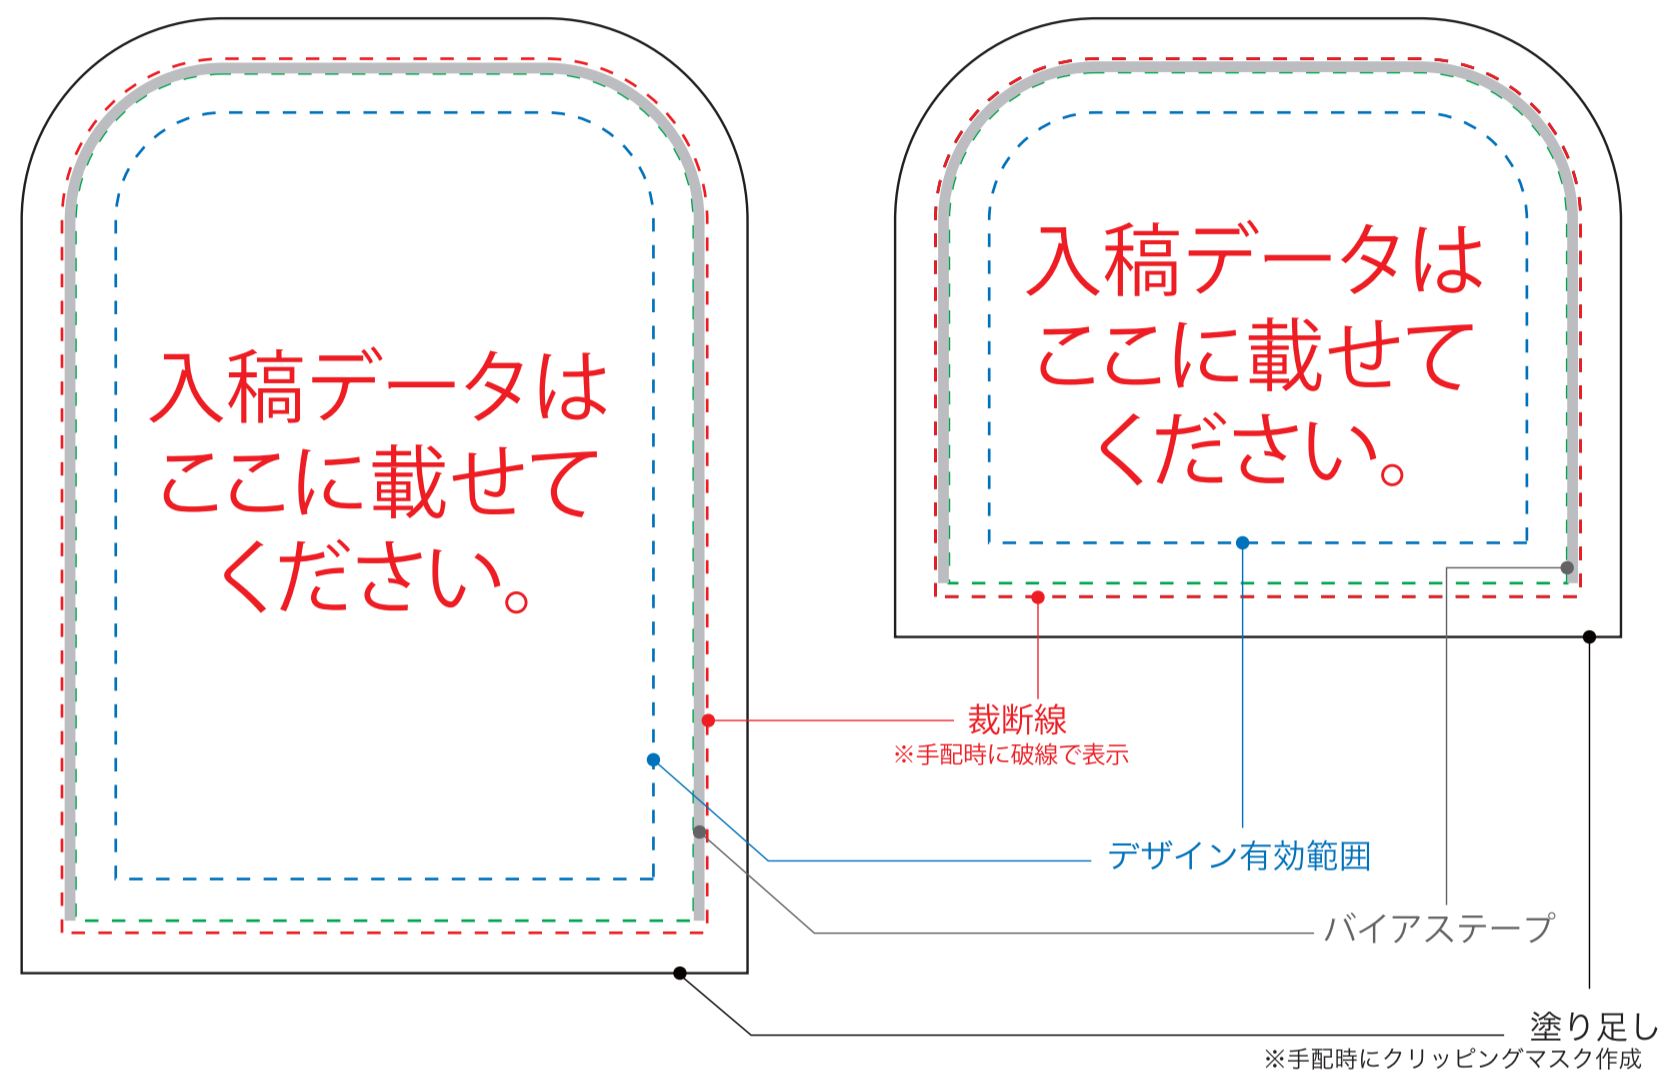 入稿データは
ここに載せて
ください。
入稿データは
ここに載せて
ください。
裁断線
※手配時に破線で表示
デザイン有効範囲
バイアステープ
塗り足し
※手配時にクリッピングマスク作成